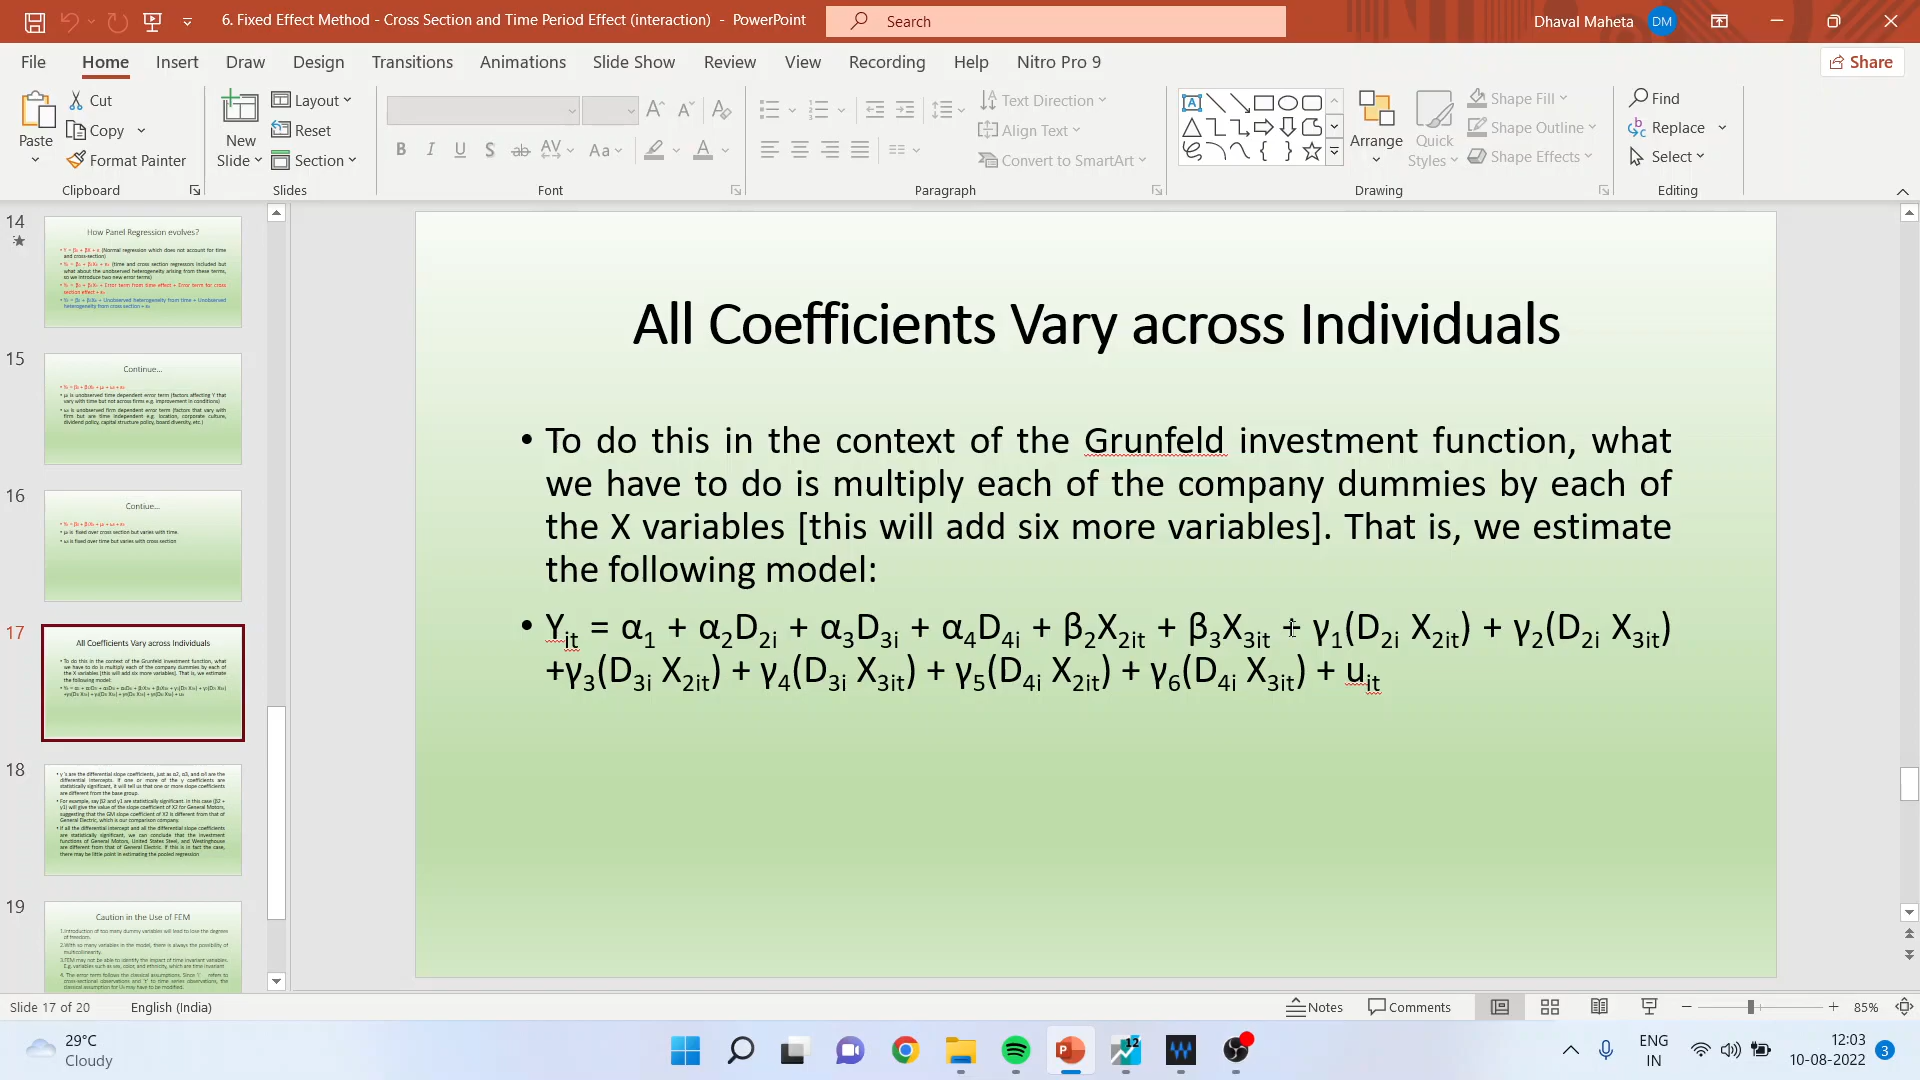 6. Fixed Effect Method - Cross Section and Time Period Effect (interaction) - PowerPoint
Search
Dhaval Maheta DM
File Home Insert Draw Design Transitions Animations Slide Show Review View Recording Help Nitro Pro 9
Share
Paste
Cut
Copy
Format Painter
Clipboard
New Slide
Layout
Reset
Section
Slides
B I U S ab AV Aa A
Font
Text Direction
Align Text
Convert to SmartArt
Paragraph
Arrange
Quick Styles
Shape Fill
Shape Outline
Shape Effects
Drawing
Find
Replace
Select
Editing
14
How Panel Regression evolves?
15
Continue...
16
Contiue...
17
All Coefficients Vary across Individuals
18
19
Caution in the Use of FEM
All Coefficients Vary across Individuals
• To do this in the context of the Grunfeld investment function, what
we have to do is multiply each of the company dummies by each of
the X variables [this will add six more variables]. That is, we estimate
the following model:
• Yit = α1 + α2D2i + α3D3i + α4D4i + β2X2it + β3X3it + γ1(D2i X2it) + γ2(D2i X3it)
+γ3(D3i X2it) + γ4(D3i X3it) + γ5(D4i X2it) + γ6(D4i X3it) + uit
Slide 17 of 20 English (India)
Notes Comments 85%
29°C
Cloudy
12
ENG
IN
12:03
10-08-2022
3